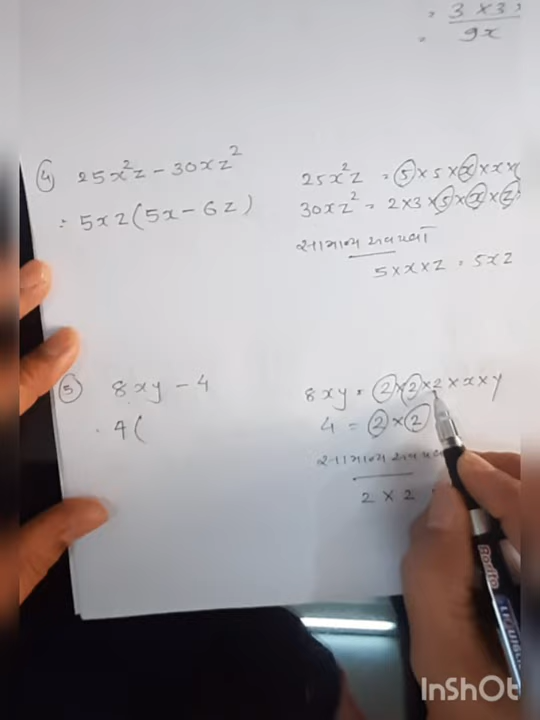 = 3 × 3
9x
=
④ 25x²z - 30xz²
25x²z = 5 × 5 × x × x ×
= 5xz(5x - 6z)
30xz² = 2 × 3 × 5 × x × z ×
સામાન્ય અવયવો
5 × x × z = 5xz
⑤ 8xy - 4
8xy = 2 × 2 × 2 × x × y
4(
4 = 2 × 2
સામાન્ય
2 × 2
InShOt